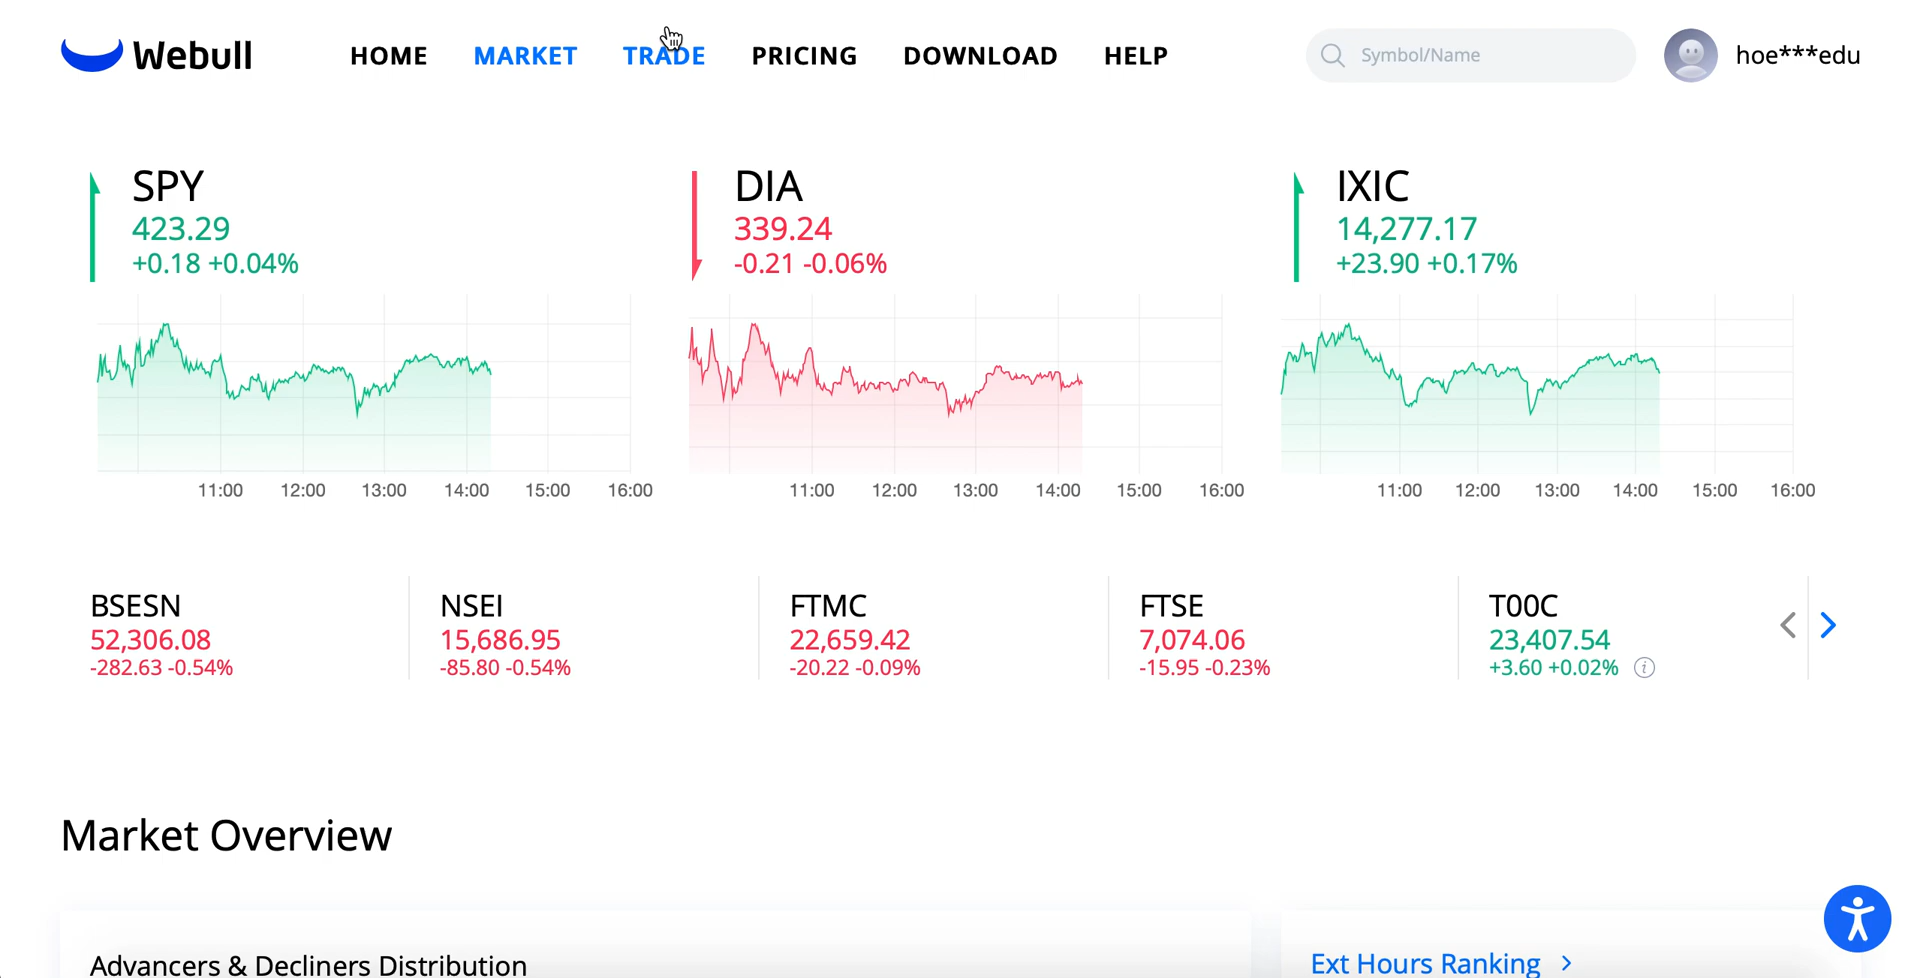 Webull HOME MARKET TRADE PRICING DOWNLOAD HELP Symbol/Name hoe***edu
SPY
423.29
+0.18 +0.04%
DIA
339.24
-0.21 -0.06%
IXIC
14,277.17
+23.90 +0.17%
11:00 12:00 13:00 14:00 15:00 16:00
11:00 12:00 13:00 14:00 15:00 16:00
11:00 12:00 13:00 14:00 15:00 16:00
BSESN
52,306.08
-282.63 -0.54%
NSEI
15,686.95
-85.80 -0.54%
FTMC
22,659.42
-20.22 -0.09%
FTSE
7,074.06
-15.95 -0.23%
T00C
23,407.54
+3.60 +0.02%
Market Overview
Advancers & Decliners Distribution
Ext Hours Ranking >